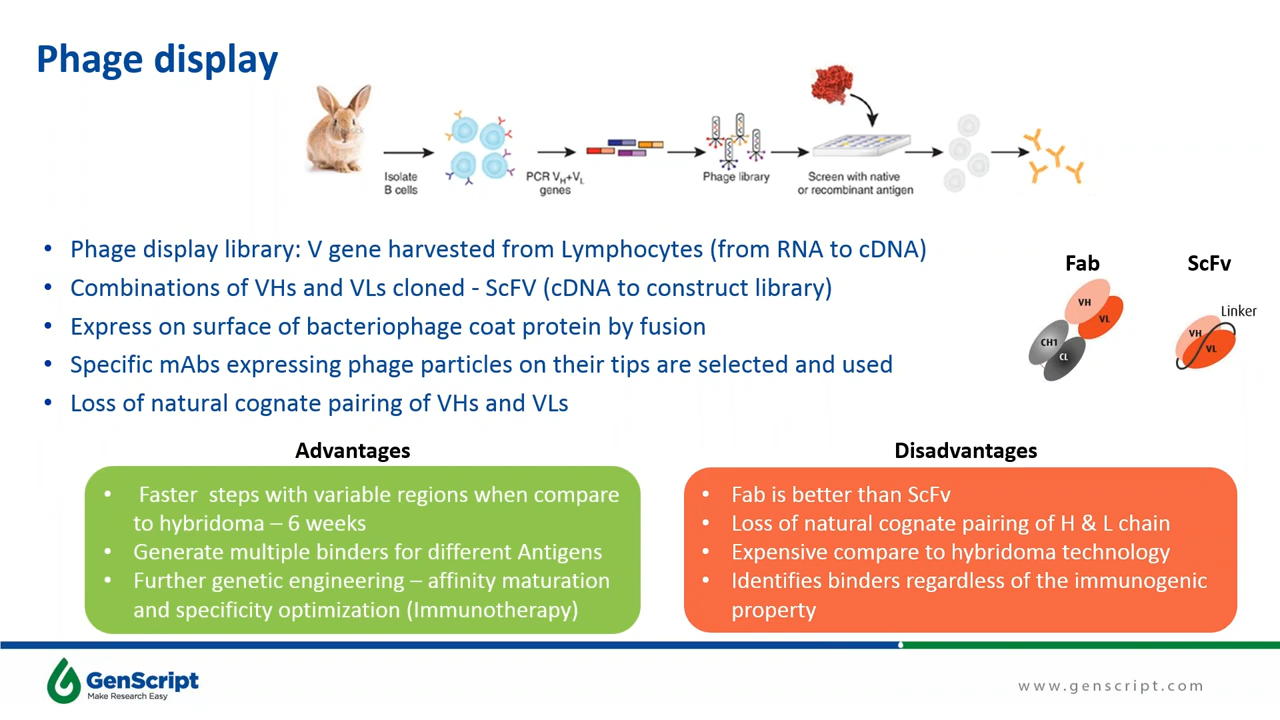 Phage display
Isolate
B cells
PCR VH+VL
genes
Phage library
Screen with native
or recombinant antigen
• Phage display library: V gene harvested from Lymphocytes (from RNA to cDNA)
• Combinations of VHs and VLs cloned - ScFV (cDNA to construct library)
• Express on surface of bacteriophage coat protein by fusion
• Specific mAbs expressing phage particles on their tips are selected and used
• Loss of natural cognate pairing of VHs and VLs
Fab
VH
VL
CH1
CL
ScFv
Linker
VH
VL
Advantages
• Faster steps with variable regions when compare
to hybridoma – 6 weeks
• Generate multiple binders for different Antigens
• Further genetic engineering – affinity maturation
and specificity optimization (Immunotherapy)
Disadvantages
• Fab is better than ScFv
• Loss of natural cognate pairing of H & L chain
• Expensive compare to hybridoma technology
• Identifies binders regardless of the immunogenic
property
GenScript
Make Research Easy
www.genscript.com